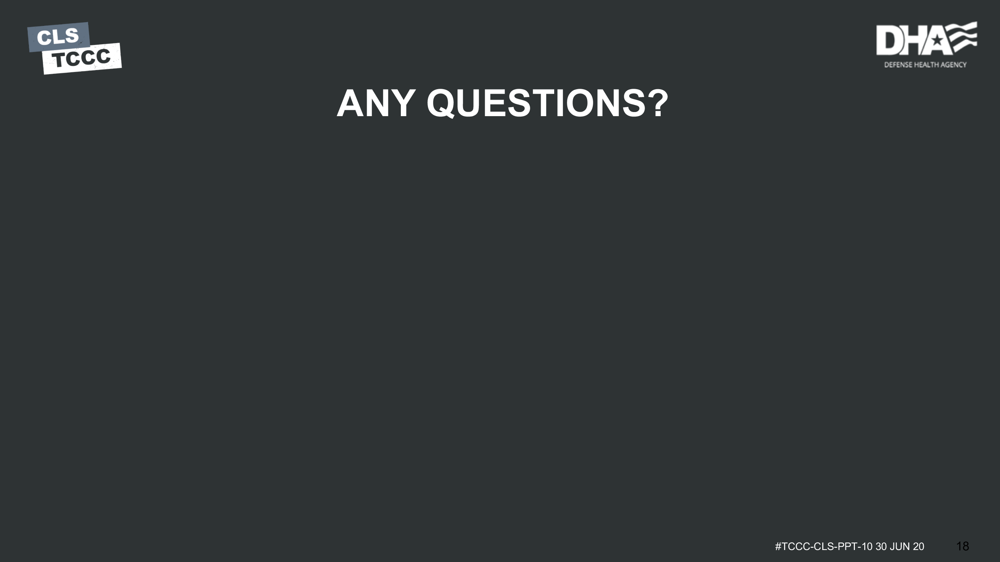 CLS
TCCC
DHA
DEFENSE HEALTH AGENCY
ANY QUESTIONS?
#TCCC-CLS-PPT-10 30 JUN 20
18